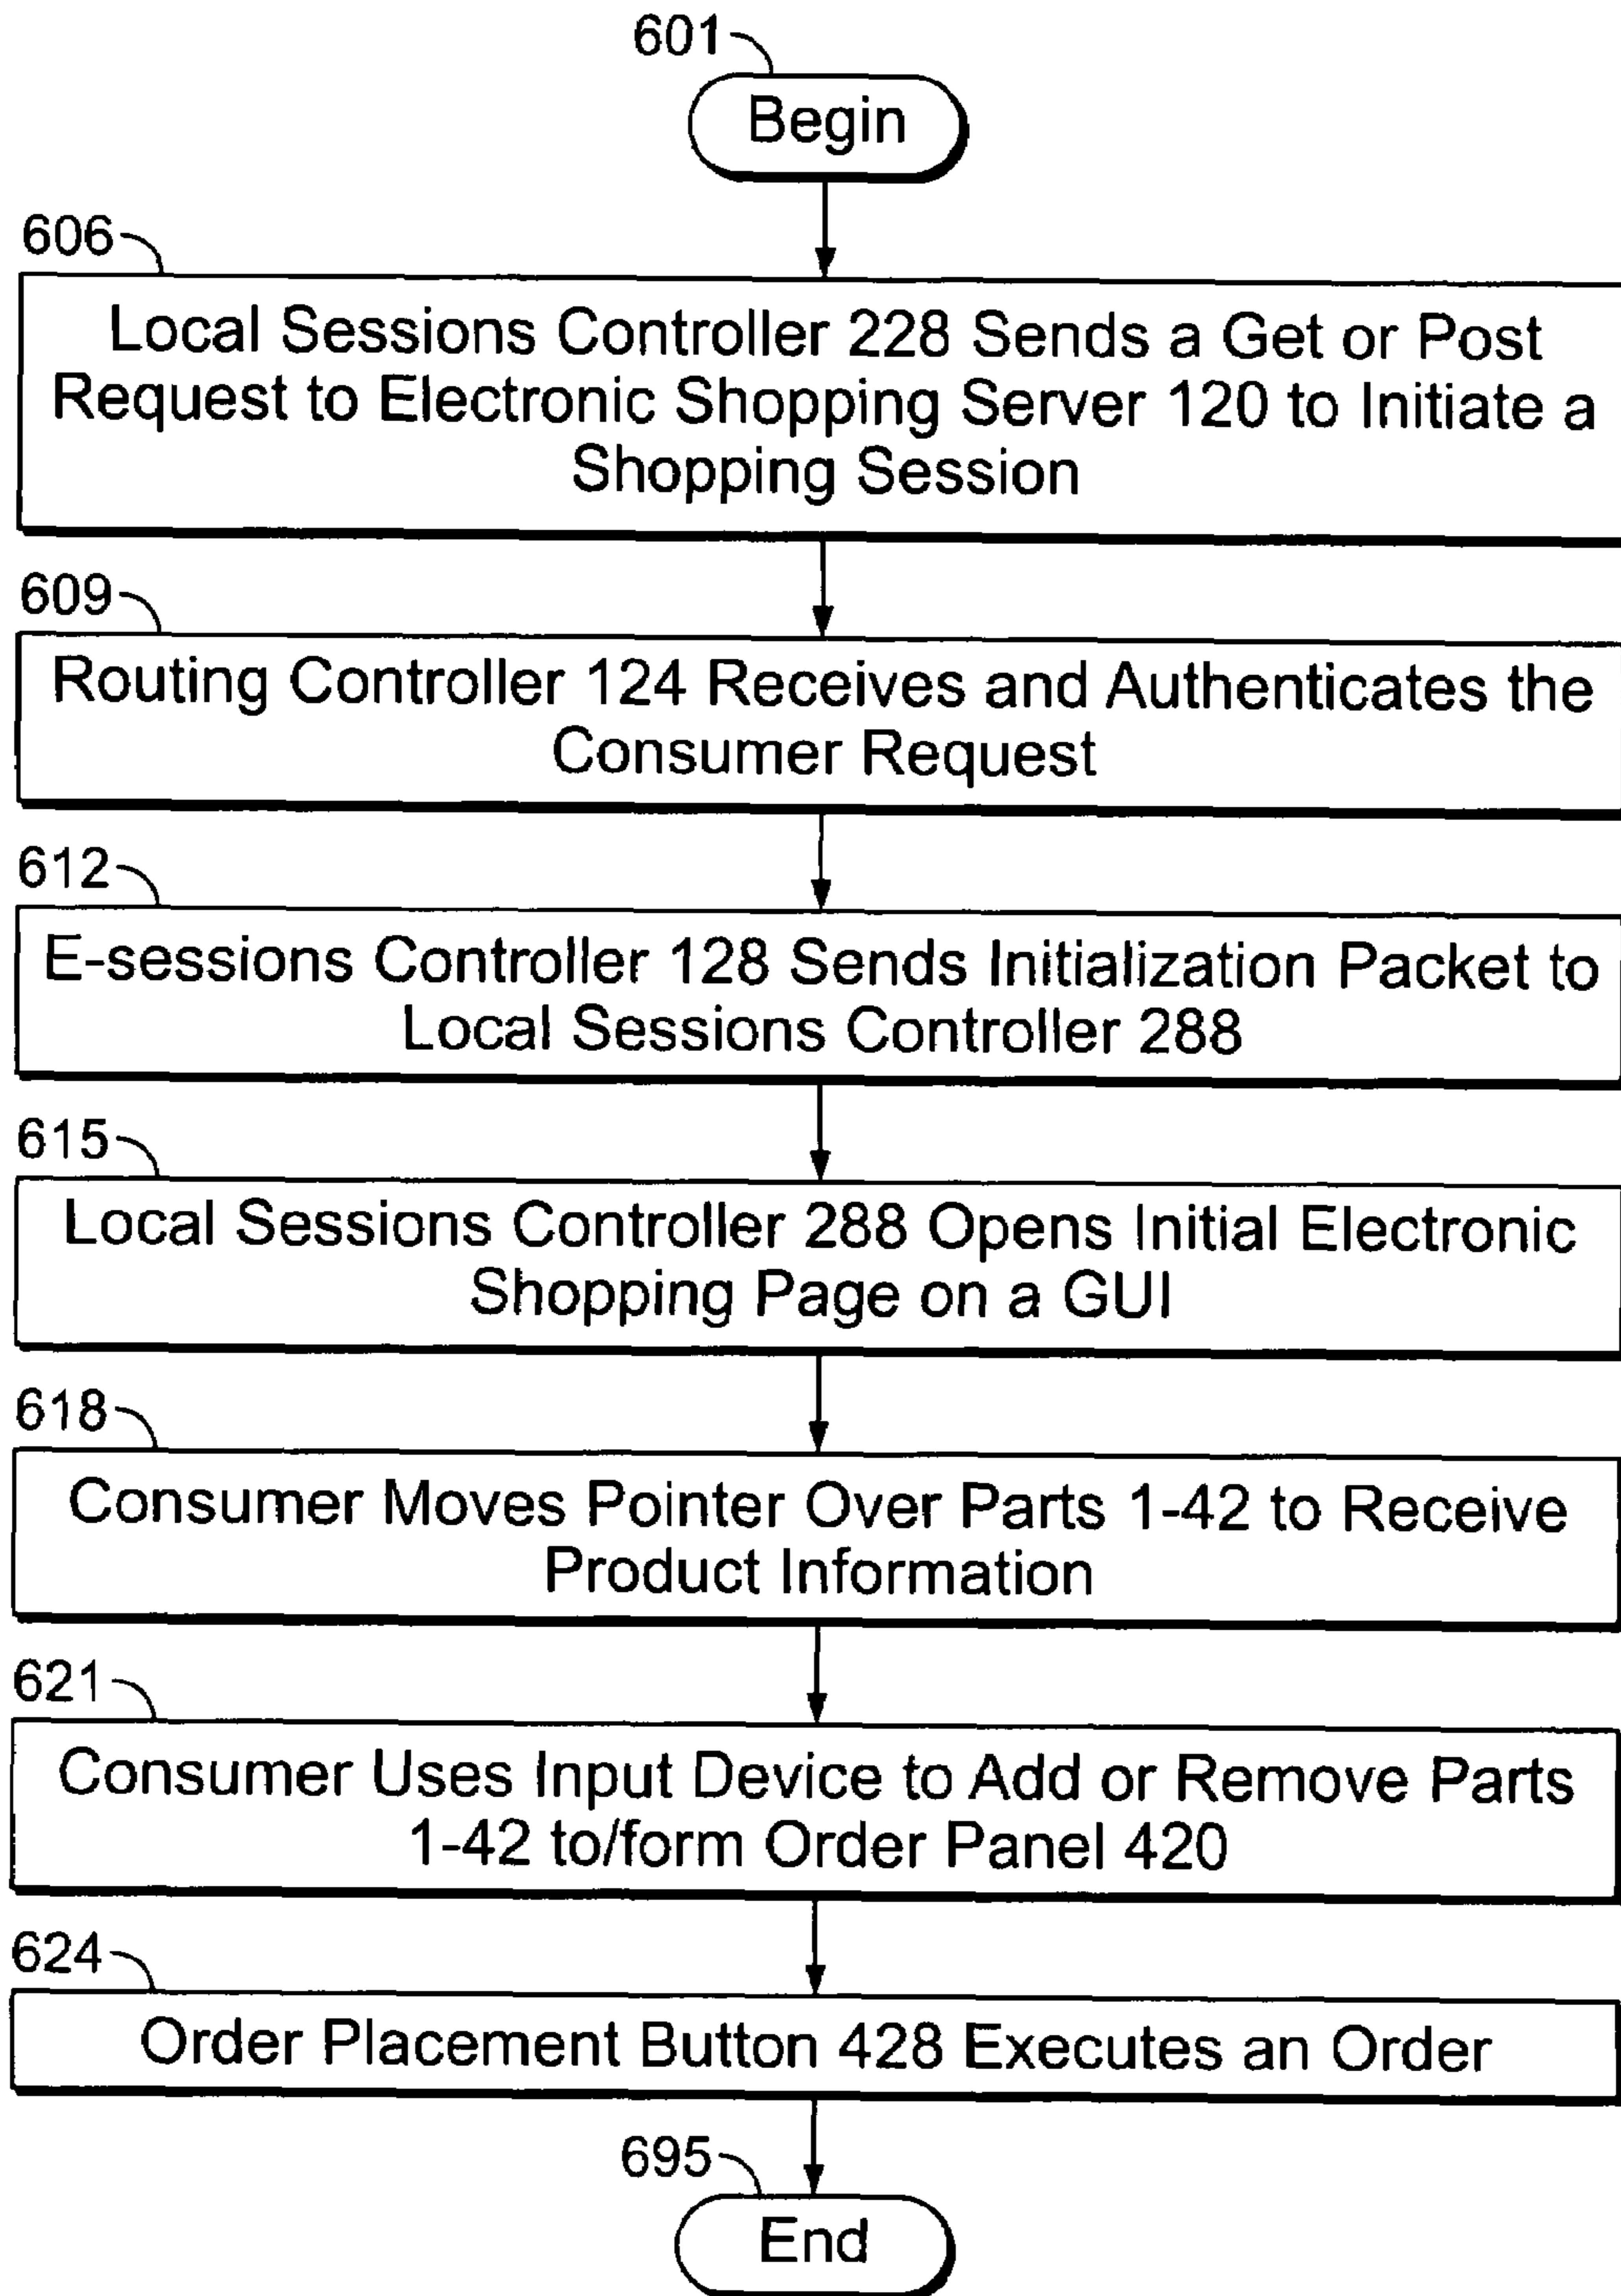 601
Begin
606
Local Sessions Controller 228 Sends a Get or Post
Request to Electronic Shopping Server 120 to Initiate a
Shopping Session
609
Routing Controller 124 Receives and Authenticates the
Consumer Request
612
E-sessions Controller 128 Sends Initialization Packet to
Local Sessions Controller 288
615
Local Sessions Controller 288 Opens Initial Electronic
Shopping Page on a GUI
618
Consumer Moves Pointer Over Parts 1-42 to Receive
Product Information
621
Consumer Uses Input Device to Add or Remove Parts
1-42 to/form Order Panel 420
624
Order Placement Button 428 Executes an Order
695
End